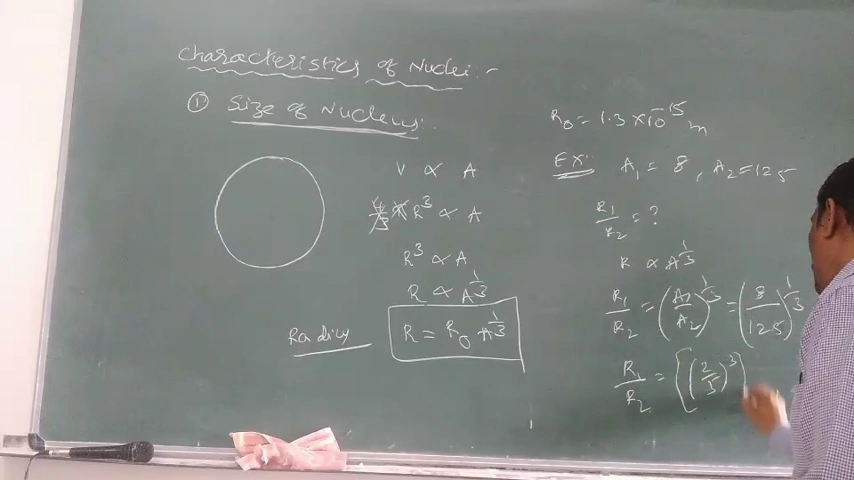 Characteristics of Nuclei:-
① Size of Nucleus:-
V ∝ A
4/3 π R³ ∝ A
R³ ∝ A
R ∝ A^1/3
Radius R = R₀ A^1/3
R₀ = 1.3 × 10^-15 m
EX:- A₁ = 8, A₂ = 125
R₁/R₂ = ?
R ∝ A^1/3
R₁/R₂ = (A₁/A₂)^1/3 = (8/125)^1/3
R₁/R₂ = [(2/5)³]